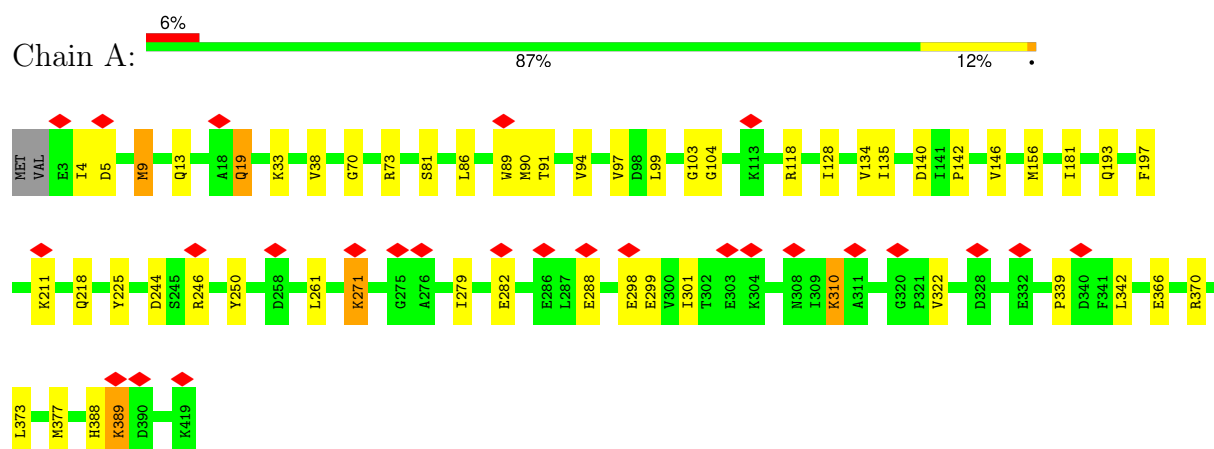 6%
Chain A:
87% 12% •
MET VAL E3 I4 D5 M9 Q13 A18 Q19 K33 V38 G70 R73 S81 L86 W89 M90 T91 V94 V97 D98 L99 G103 G104 K113 R118 I128 V134 I135 D140 I141 P142 V146 M156 I181 Q193 F197
K211 Q218 Y225 D244 S245 R246 Y250 D258 L261 K271 G275 A276 I279 E282 E286 L287 E288 E298 E299 V300 I301 T302 E303 K304 N308 I309 K310 A311 G320 P321 V322 D328 E332 P339 D340 F341 L342 E366 R370
L373 M377 H388 K389 D390 K419